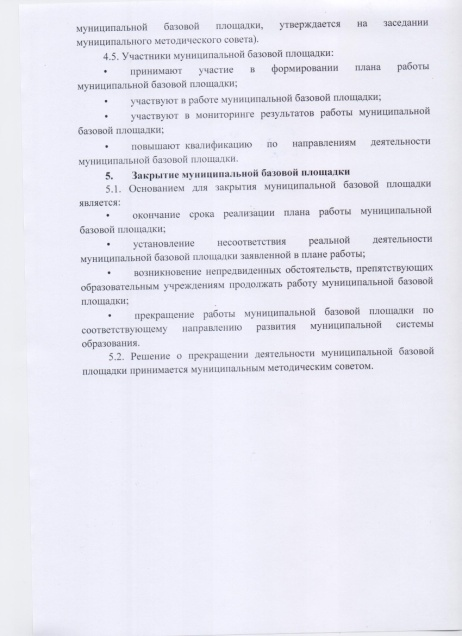 муниципальной базовой площадки, утверждается на заседании
муниципального методического совета).
4.5. Участники муниципальной базовой площадки:
• принимают участие в формировании плана работы
муниципальной базовой площадки;
• участвуют в работе муниципальной базовой площадки;
• участвуют в мониторинге результатов работы муниципальной
базовой площадки;
• повышают квалификацию по направлениям деятельности
муниципальной базовой площадки.
5. Закрытие муниципальной базовой площадки
5.1. Основанием для закрытия муниципальной базовой площадки
является:
• окончание срока реализации плана работы муниципальной
базовой площадки;
• установление несоответствия реальной деятельности
муниципальной базовой площадки заявленной в плане работы;
• возникновение непредвиденных обстоятельств, препятствующих
образовательным учреждениям продолжать работу муниципальной базовой
площадки;
• прекращение работы муниципальной базовой площадки по
соответствующему направлению развития муниципальной системы
образования.
5.2. Решение о прекращении деятельности муниципальной базовой
площадки принимается муниципальным методическим советом.